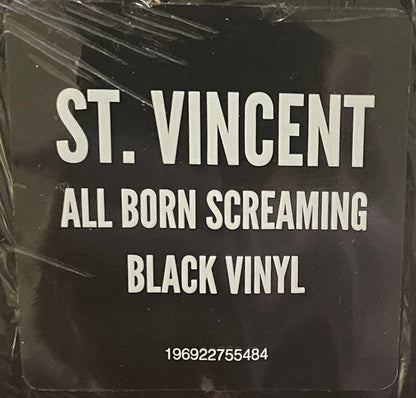 ST. VINCENT
ALL BORN SCREAMING
BLACK VINYL
196922755484